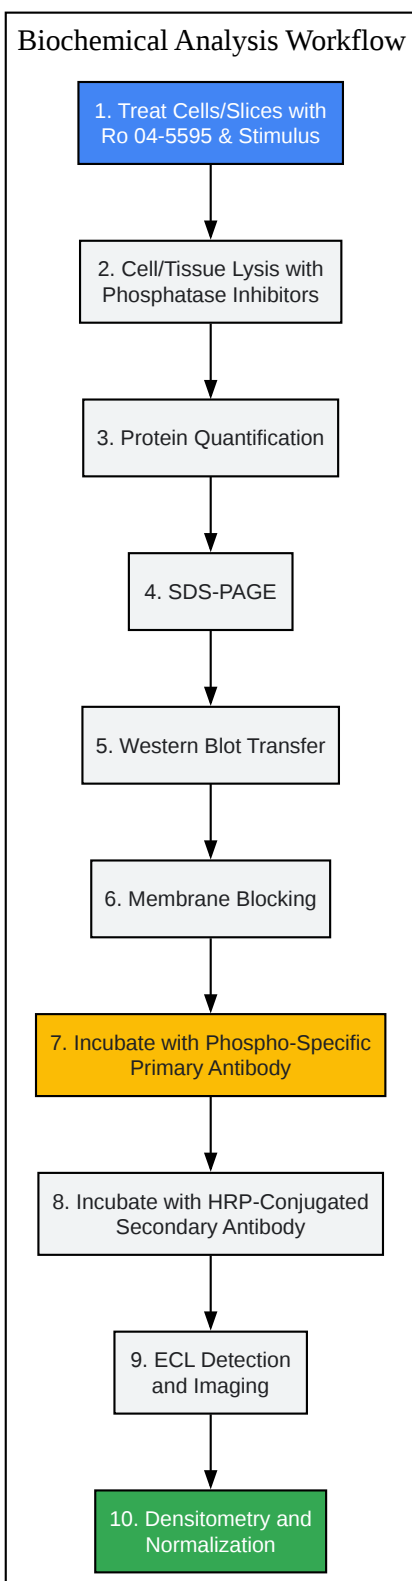 Biochemical Analysis Workflow
1. Treat Cells/Slices with
Ro 04-5595 & Stimulus
2. Cell/Tissue Lysis with
Phosphatase Inhibitors
3. Protein Quantification
4. SDS-PAGE
5. Western Blot Transfer
6. Membrane Blocking
7. Incubate with Phospho-Specific
Primary Antibody
8. Incubate with HRP-Conjugated
Secondary Antibody
9. ECL Detection
and Imaging
10. Densitometry and
Normalization